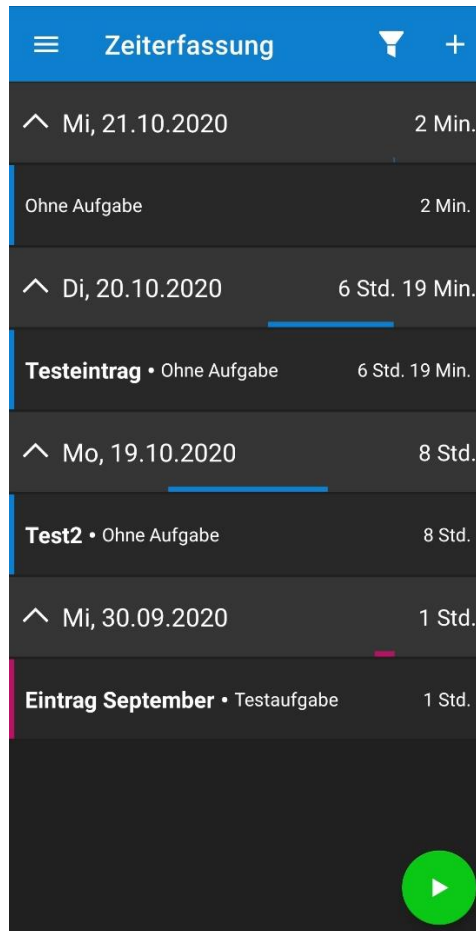 Zeiterfassung
Mi, 21.10.2020 2 Min.
Ohne Aufgabe 2 Min.
Di, 20.10.2020 6 Std. 19 Min.
Testeintrag • Ohne Aufgabe 6 Std. 19 Min.
Mo, 19.10.2020 8 Std.
Test2 • Ohne Aufgabe 8 Std.
Mi, 30.09.2020 1 Std.
Eintrag September • Testaufgabe 1 Std.